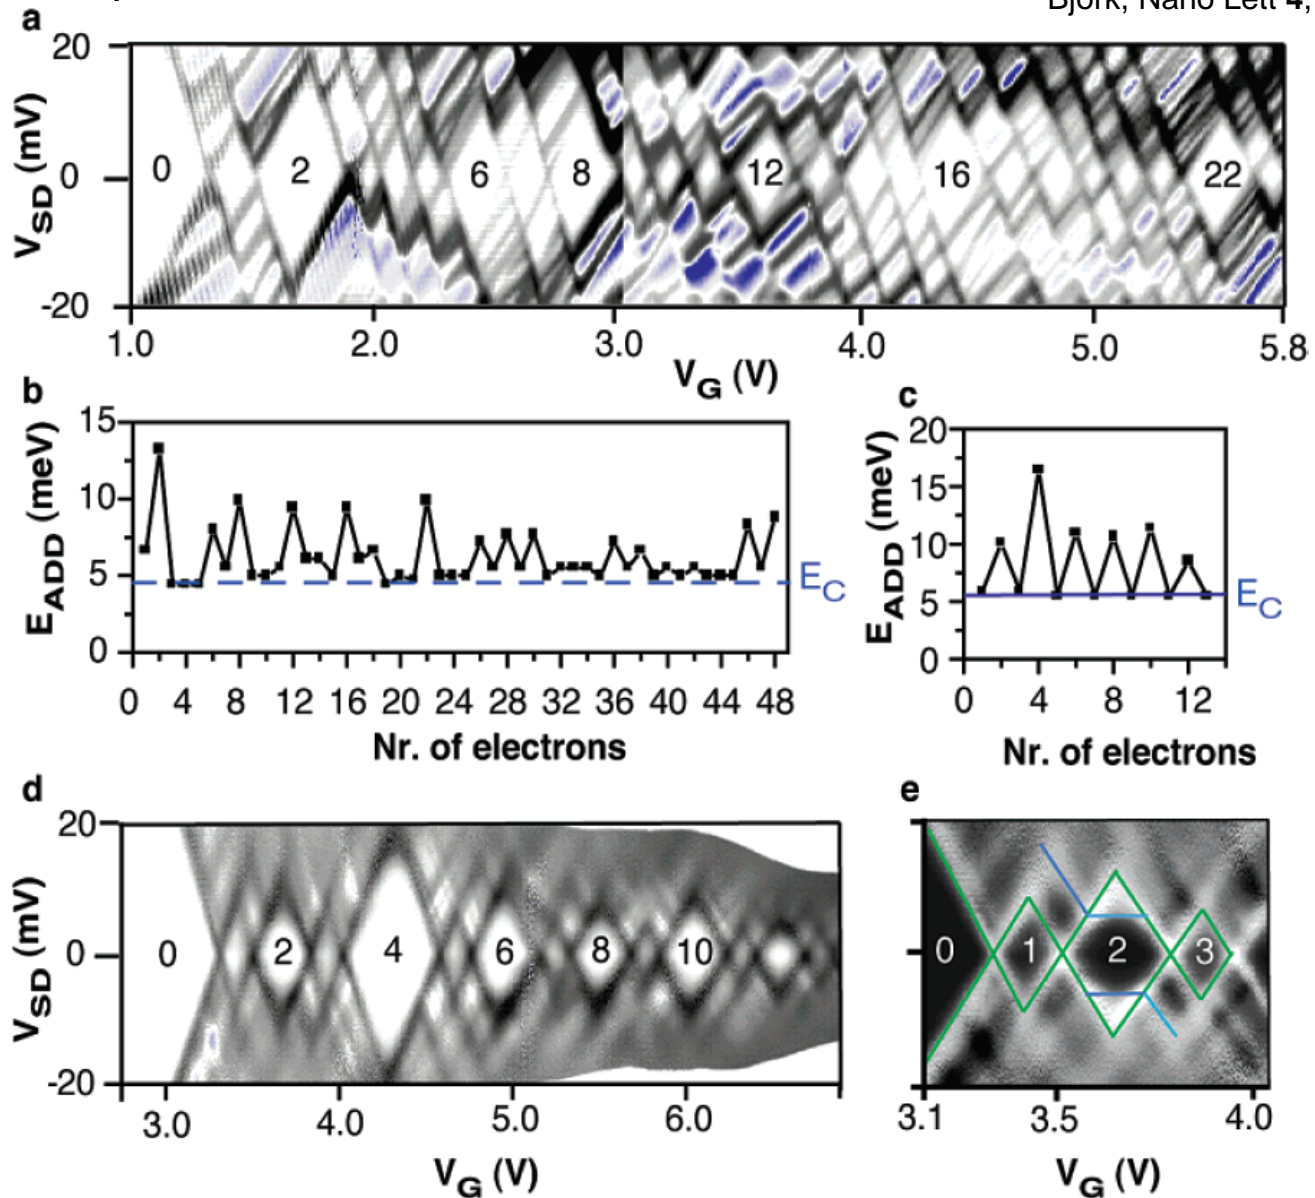 Bjork, Nano Lett 4,
a
20
0
-20
V_SD (mV)
0 2 6 8 12 16 22
1.0 2.0 3.0 4.0 5.0 5.8
V_G (V)
b
15
10
5
0
E_ADD (meV)
E_C
0 4 8 12 16 20 24 28 32 36 40 44 48
Nr. of electrons
c
20
15
10
5
0
E_ADD (meV)
E_C
0 4 8 12
Nr. of electrons
d
20
0
-20
V_SD (mV)
0 2 4 6 8 10
3.0 4.0 5.0 6.0
V_G (V)
e
0 1 2 3
3.1 3.5 4.0
V_G (V)